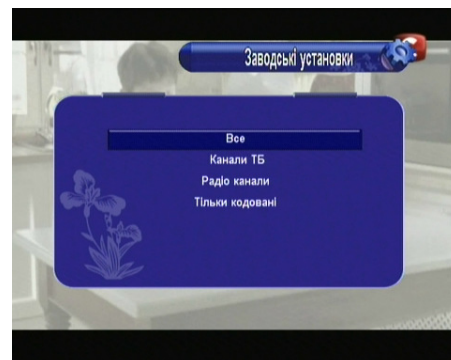 Заводські установки
Все
Канали ТБ
Радіо канали
Тільки кодовані